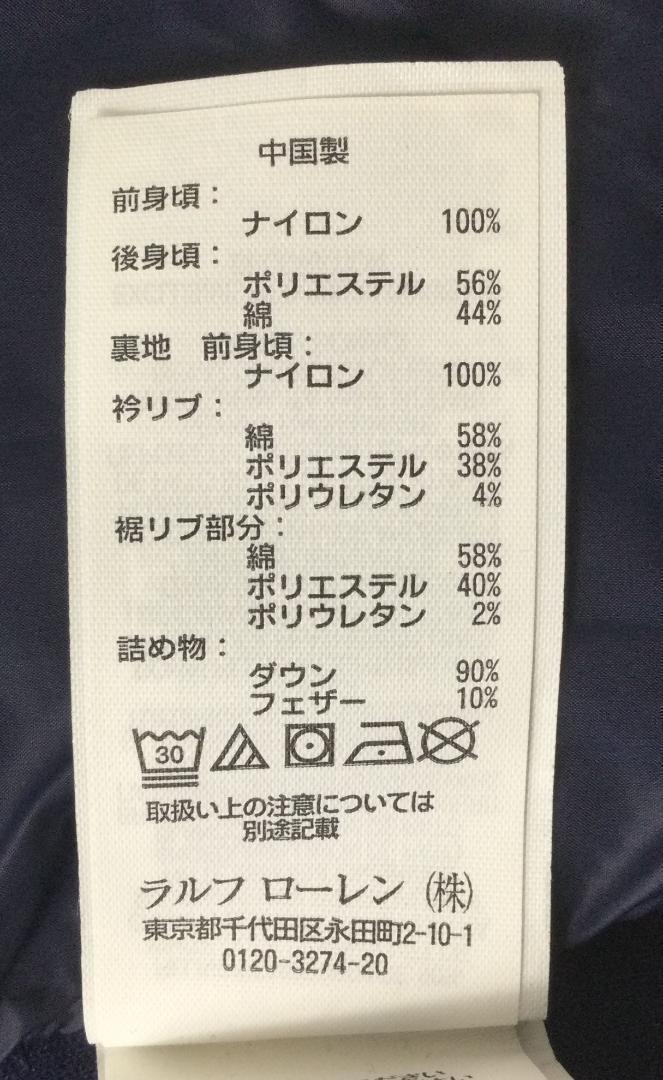 中国製
前身頃：
ナイロン 100%
後身頃：
ポリエステル 56%
綿 44%
裏地 前身頃：
ナイロン 100%
衿リブ：
綿 58%
ポリエステル 38%
ポリウレタン 4%
裾リブ部分：
綿 58%
ポリエステル 40%
ポリウレタン 2%
詰め物：
ダウン 90%
フェザー 10%
30
取扱い上の注意については
別途記載
ラルフ ローレン (株)
東京都千代田区永田町2-10-1
0120-3274-20